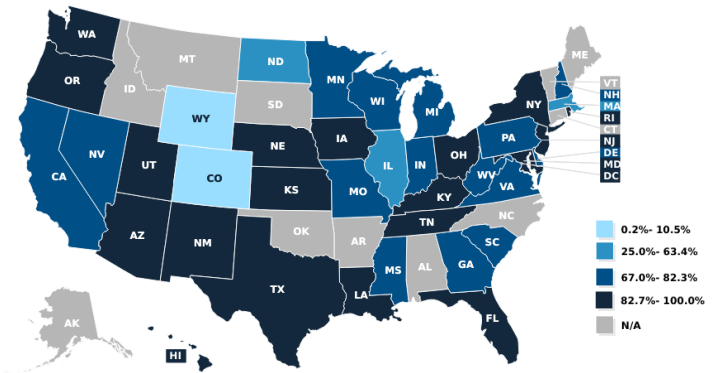 WA
MT
ND
MN
ME
OR
ID
SD
WI
MI
VT
NH
MA
RI
CT
NJ
DE
MD
DC
WY
NY
NE
IA
PA
NV
UT
CO
IL
IN
OH
CA
KS
MO
WV
VA
KY
AZ
NM
OK
AR
TN
NC
SC
MS
AL
GA
TX
LA
FL
AK
HI
0.2%- 10.5%
25.0%- 63.4%
67.0%- 82.3%
82.7%- 100.0%
N/A